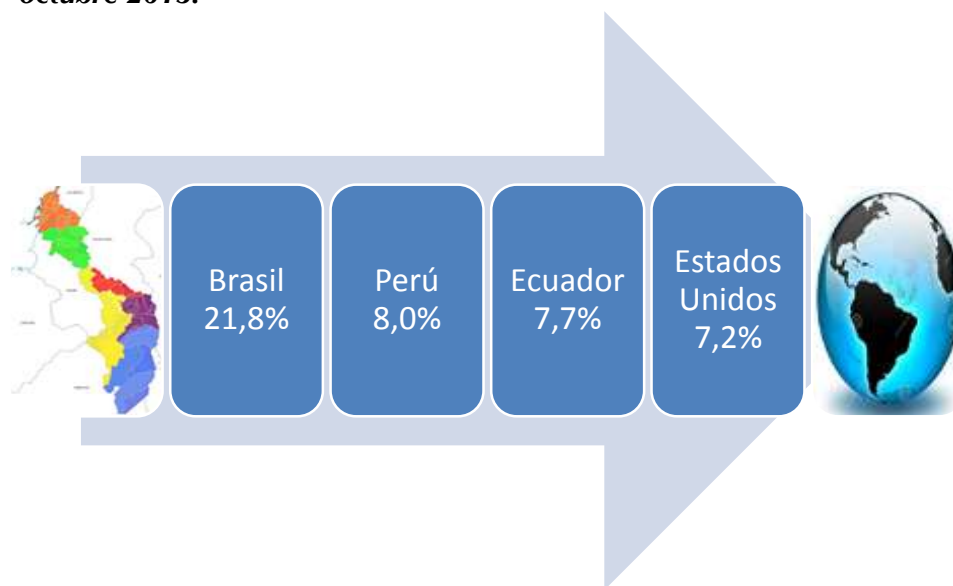 octubre 2013.
Brasil
21,8%
Perú
8,0%
Ecuador
7,7%
Estados
Unidos
7,2%